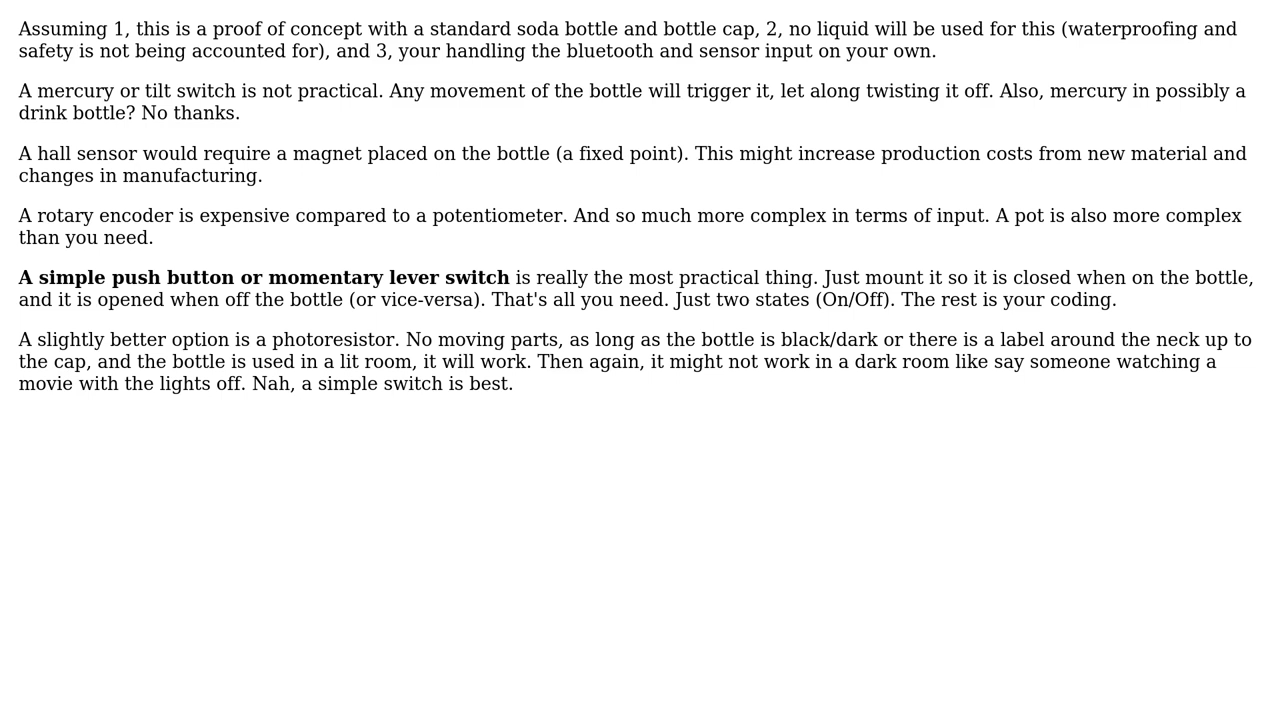 Assuming 1, this is a proof of concept with a standard soda bottle and bottle cap, 2, no liquid will be used for this (waterproofing and
safety is not being accounted for), and 3, your handling the bluetooth and sensor input on your own.
A mercury or tilt switch is not practical. Any movement of the bottle will trigger it, let along twisting it off. Also, mercury in possibly a
drink bottle? No thanks.
A hall sensor would require a magnet placed on the bottle (a fixed point). This might increase production costs from new material and
changes in manufacturing.
A rotary encoder is expensive compared to a potentiometer. And so much more complex in terms of input. A pot is also more complex
than you need.
A simple push button or momentary lever switch is really the most practical thing. Just mount it so it is closed when on the bottle,
and it is opened when off the bottle (or vice-versa). That's all you need. Just two states (On/Off). The rest is your coding.
A slightly better option is a photoresistor. No moving parts, as long as the bottle is black/dark or there is a label around the neck up to
the cap, and the bottle is used in a lit room, it will work. Then again, it might not work in a dark room like say someone watching a
movie with the lights off. Nah, a simple switch is best.